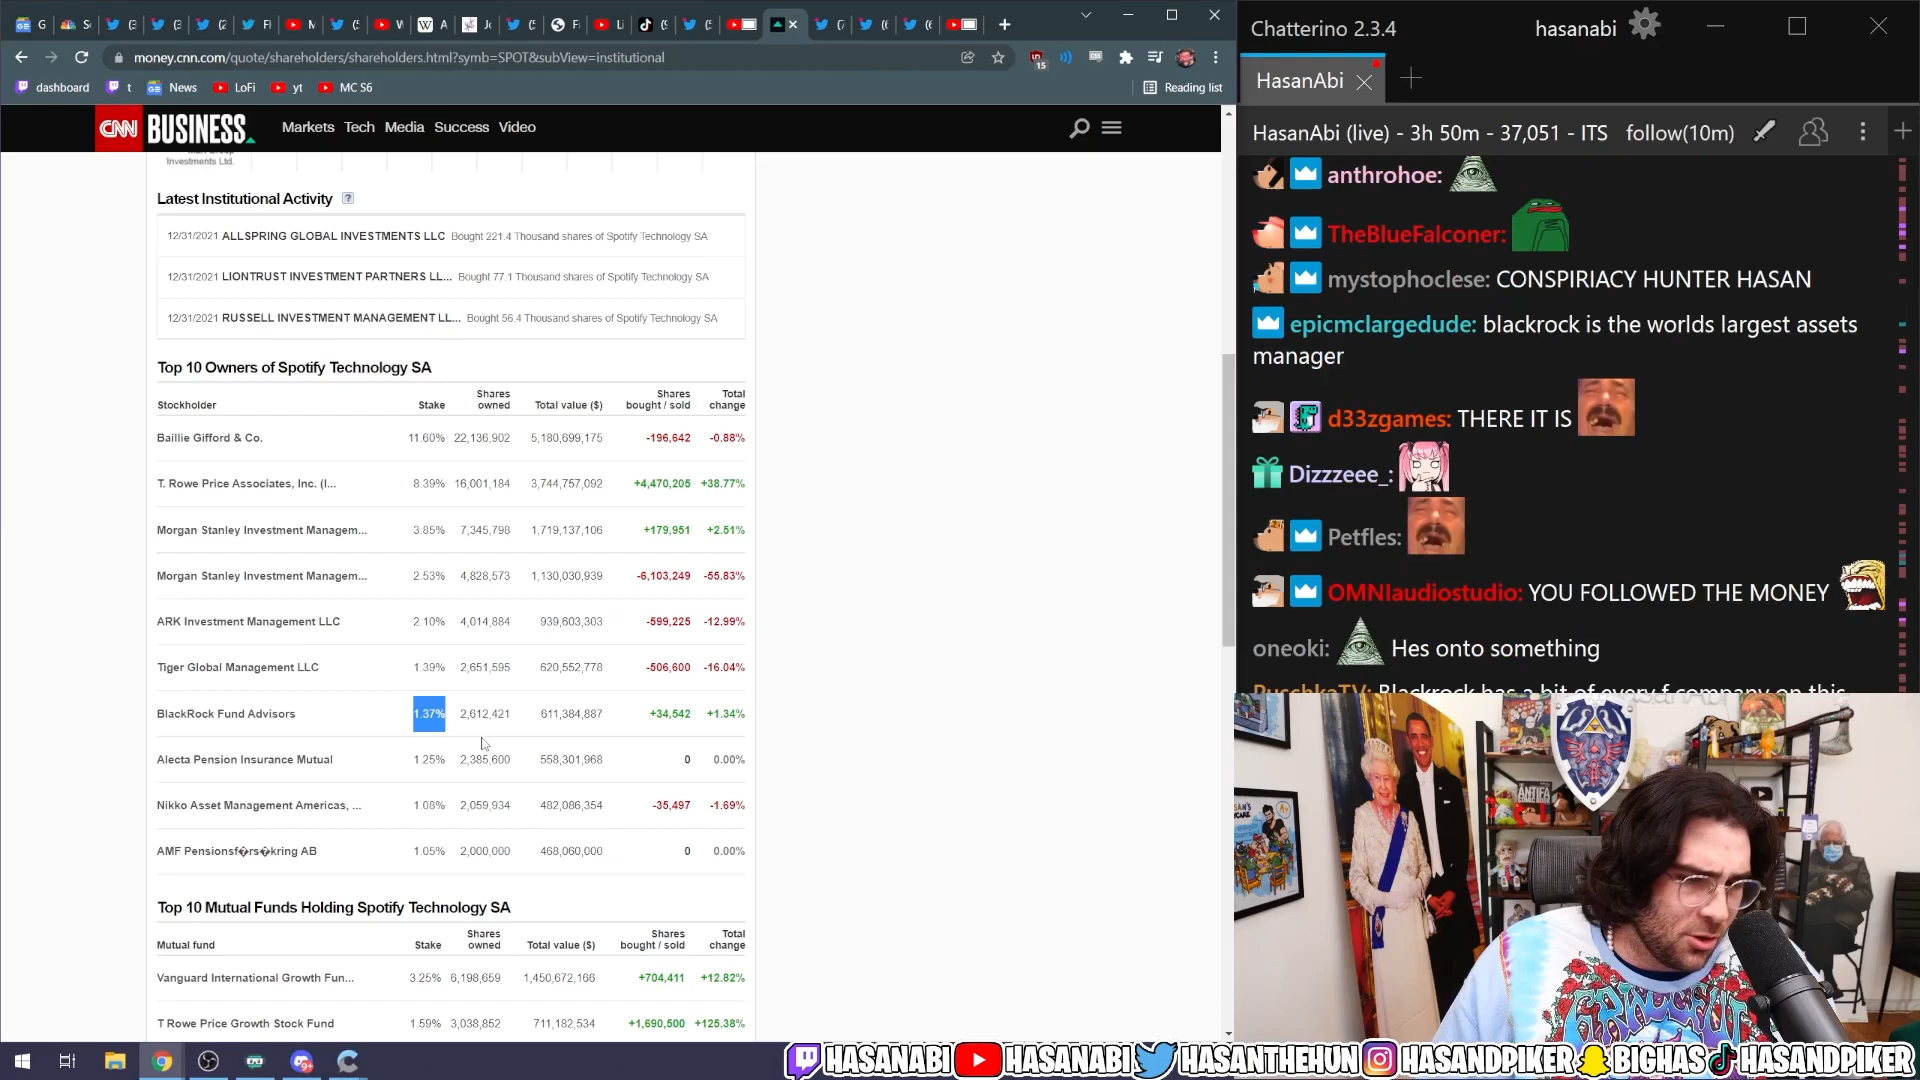 money.cnn.com/quote/shareholders/shareholders.html?symb=SPOT&subView=institutional
15
dashboard t News LoFi yt MC S6 Reading list
CNN BUSINESS Markets Tech Media Success Video
Investments Ltd.
Latest Institutional Activity ?
12/31/2021 ALLSPRING GLOBAL INVESTMENTS LLC Bought 221.4 Thousand shares of Spotify Technology SA
12/31/2021 LIONTRUST INVESTMENT PARTNERS LL... Bought 77.1 Thousand shares of Spotify Technology SA
12/31/2021 RUSSELL INVESTMENT MANAGEMENT LL... Bought 56.4 Thousand shares of Spotify Technology SA
Top 10 Owners of Spotify Technology SA
Stockholder Stake Shares owned Total value ($) Shares bought / sold Total change
Baillie Gifford & Co. 11.60% 22,136,902 5,180,699,175 -196,642 -0.88%
T. Rowe Price Associates, Inc. (I... 8.39% 16,001,184 3,744,757,092 +4,470,205 +38.77%
Morgan Stanley Investment Managem... 3.85% 7,345,798 1,719,137,106 +179,951 +2.51%
Morgan Stanley Investment Managem... 2.53% 4,828,573 1,130,030,939 -6,103,249 -55.83%
ARK Investment Management LLC 2.10% 4,014,884 939,603,303 -599,225 -12.99%
Tiger Global Management LLC 1.39% 2,651,595 620,552,778 -506,600 -16.04%
BlackRock Fund Advisors 1.37% 2,612,421 611,384,887 +34,542 +1.34%
Alecta Pension Insurance Mutual 1.25% 2,385,600 558,301,968 0 0.00%
Nikko Asset Management Americas, ... 1.08% 2,059,934 482,086,354 -35,497 -1.69%
AMF Pensionsf�rs�kring AB 1.05% 2,000,000 468,060,000 0 0.00%
Top 10 Mutual Funds Holding Spotify Technology SA
Mutual fund Stake Shares owned Total value ($) Shares bought / sold Total change
Vanguard International Growth Fun... 3.25% 6,198,659 1,450,672,166 +704,411 +12.82%
T Rowe Price Growth Stock Fund 1.59% 3,038,852 711,182,534 +1,690,500 +125.38%
Chatterino 2.3.4 hasanabi
HasanAbi
HasanAbi (live) - 3h 50m - 37,051 - ITS follow(10m)
anthrohoe:
TheBlueFalconer:
mystophoclese: CONSPIRIACY HUNTER HASAN
epicmclargedude: blackrock is the worlds largest assets
manager
d33zgames: THERE IT IS
Dizzzeee_:
Petfles:
OMNIaudiostudio: YOU FOLLOWED THE MONEY
oneoki: Hes onto something
PuschkaTV: Blackrock has a bit of every f company on this
ANTIFA
HASANABI HASANABI HASANTHEHUN HASANDPIKER BIGHAS HASANDPIKER